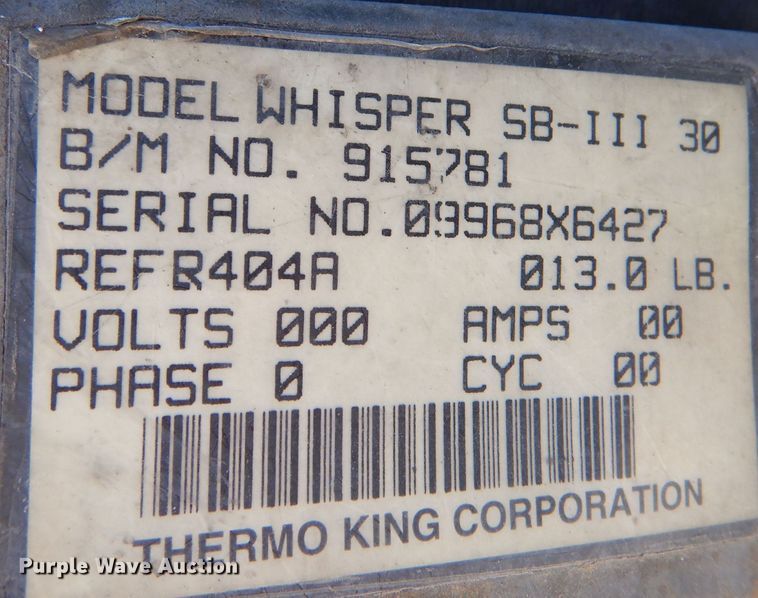 MODEL WHISPER SB-III 30
B/M NO. 915781
SERIAL NO.09968X6427
REFR404A 013.0 LB.
VOLTS 000 AMPS 00
PHASE 0 CYC 00
THERMO KING CORPORATION
Purple Wave Auction